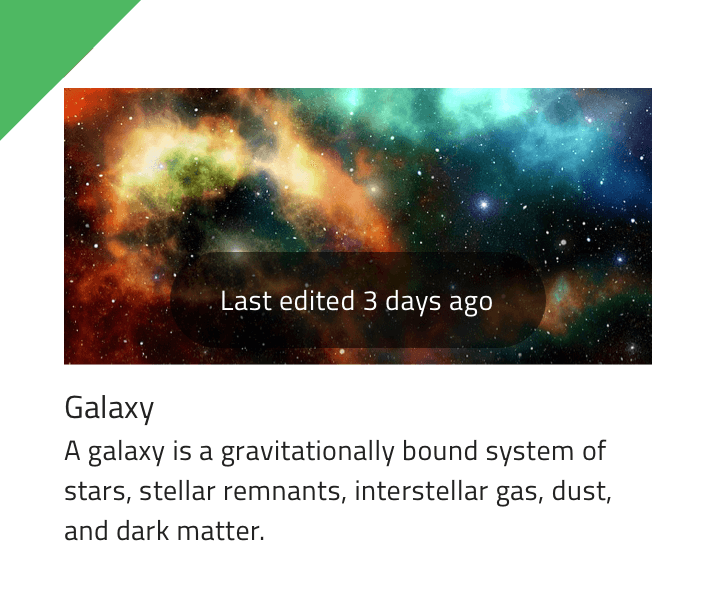 Last edited 3 days ago
Galaxy
A galaxy is a gravitationally bound system of
stars, stellar remnants, interstellar gas, dust,
and dark matter.